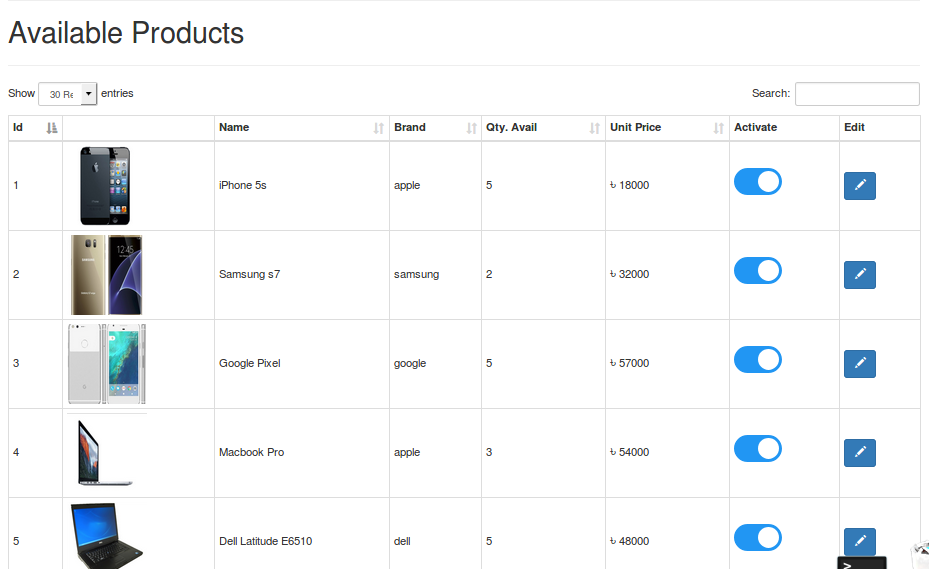 Available Products
Show 30 Re entries Search:
Id Name Brand Qty. Avail Unit Price Activate Edit
1 iPhone 5s apple 5 ৳ 18000
12:45
2 Samsung s7 samsung 2 ৳ 32000
3 Google Pixel google 5 ৳ 57000
4 Macbook Pro apple 3 ৳ 54000
5 Dell Latitude E6510 dell 5 ৳ 48000
>